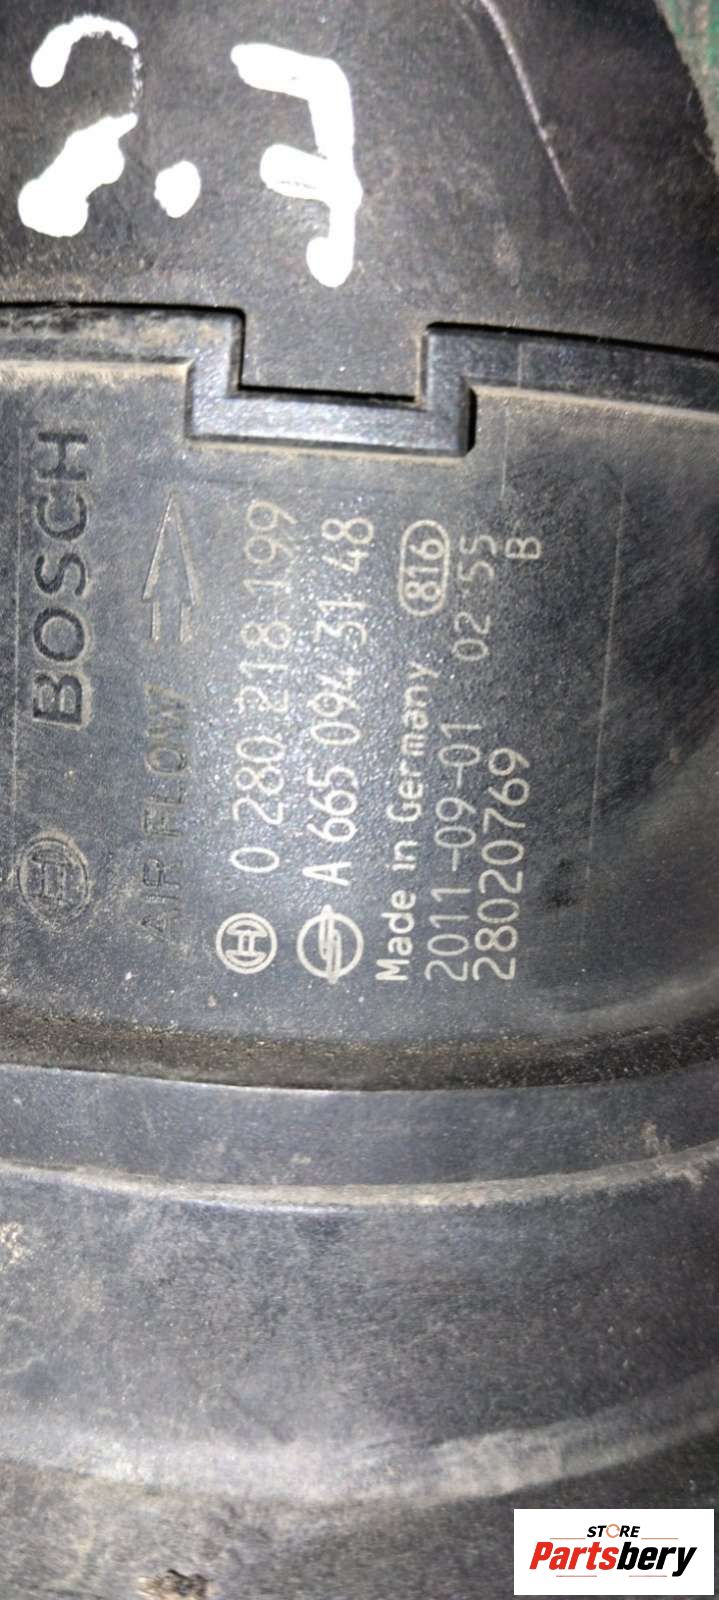 2.7
BOSCH
AIR FLOW
0 280 218 199
A 665 094 31 48
Made in Germany 816
2011-09-01 02 55
28020769 B
STORE
Partsbery